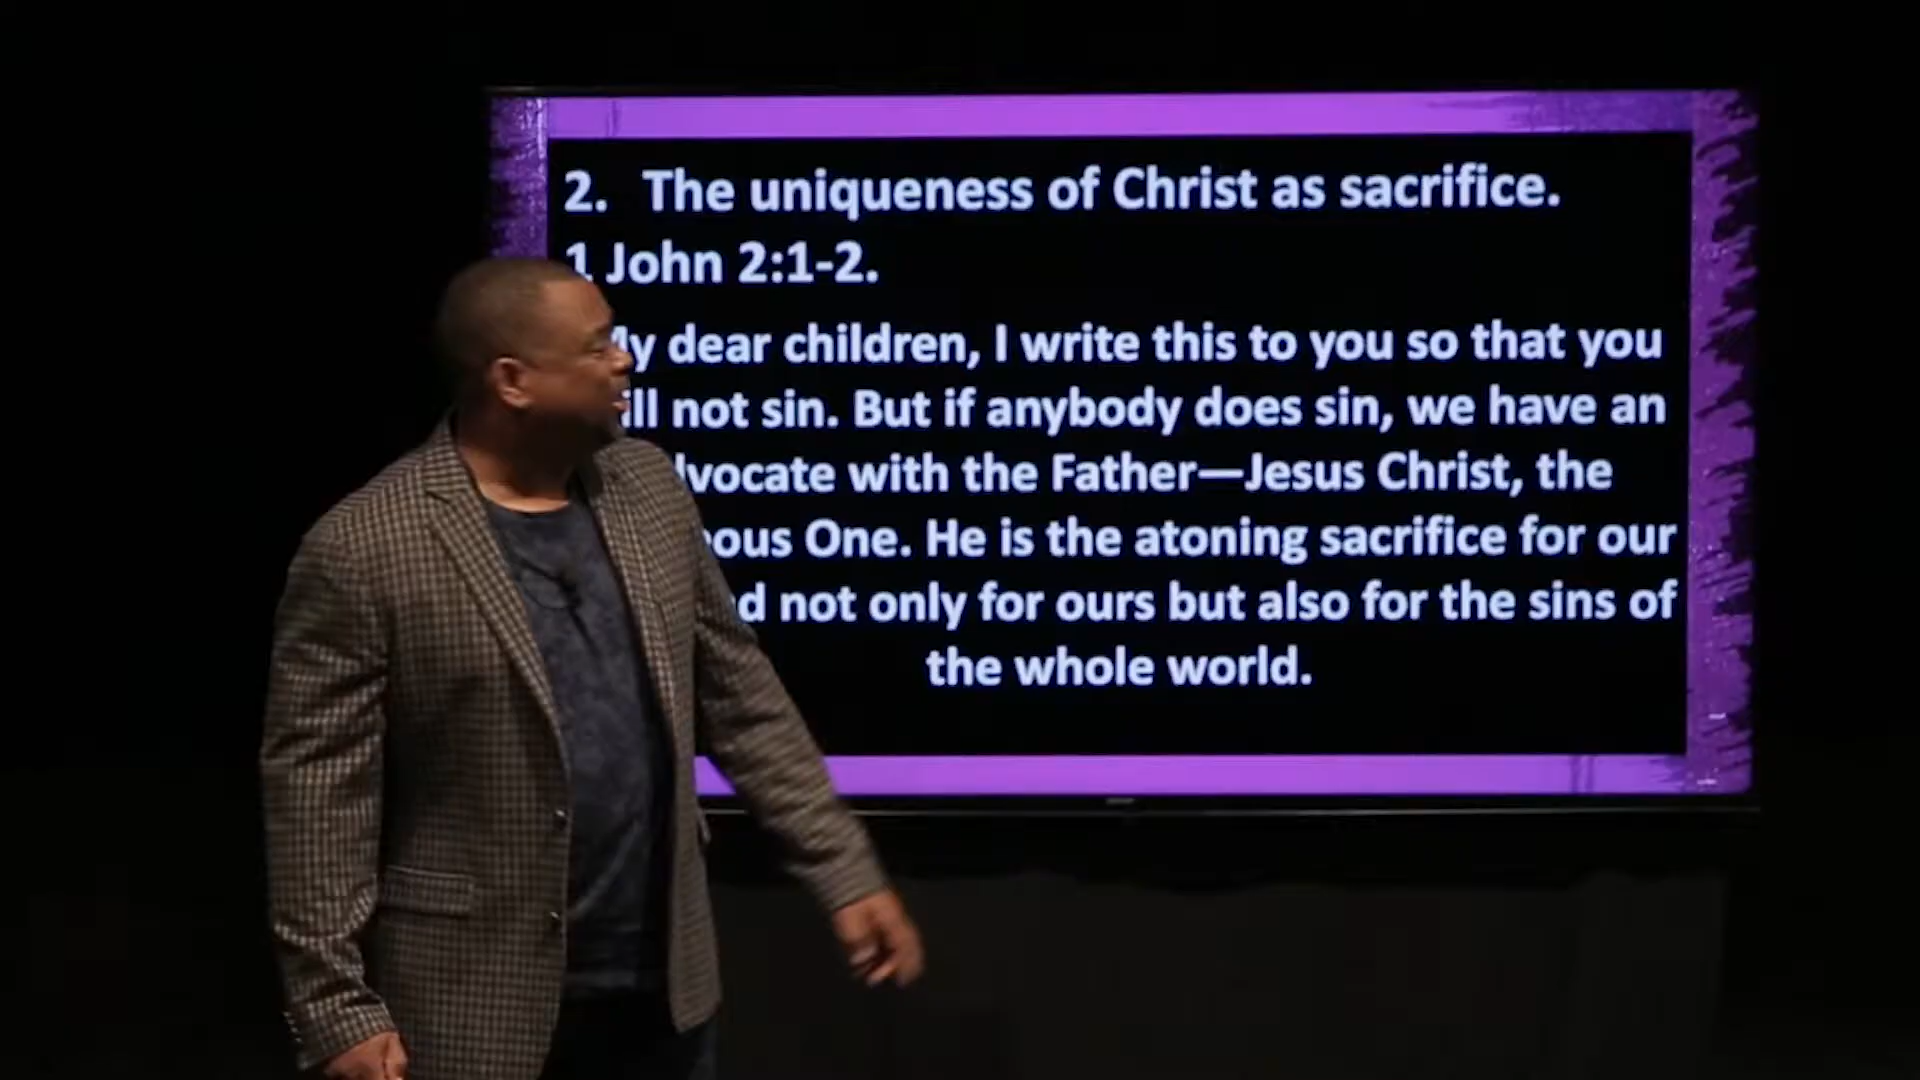 2. The uniqueness of Christ as sacrifice.
1 John 2:1-2.
My dear children, I write this to you so that you
ill not sin. But if anybody does sin, we have an
dvocate with the Father—Jesus Christ, the
eous One. He is the atoning sacrifice for our
d not only for ours but also for the sins of
the whole world.